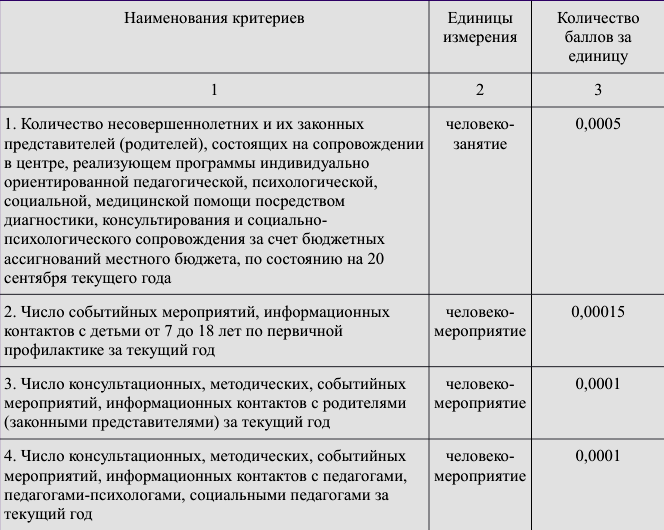 Наименования критериев
Единицы
измерения
Количество
баллов за
единицу
1
2
3
1. Количество несовершеннолетних и их законных
представителей (родителей), состоящих на сопровождении
в центре, реализующем программы индивидуально
ориентированной педагогической, психологической,
социальной, медицинской помощи посредством
диагностики, консультирования и социально-
психологического сопровождения за счет бюджетных
ассигнований местного бюджета, по состоянию на 20
сентября текущего года
человеко-
занятие
0,0005
2. Число событийных мероприятий, информационных
контактов с детьми от 7 до 18 лет по первичной
профилактике за текущий год
человеко-
мероприятие
0,00015
3. Число консультационных, методических, событийных
мероприятий, информационных контактов с родителями
(законными представителями) за текущий год
человеко-
мероприятие
0,0001
4. Число консультационных, методических, событийных
мероприятий, информационных контактов с педагогами,
педагогами-психологами, социальными педагогами за
текущий год
человеко-
мероприятие
0,0001